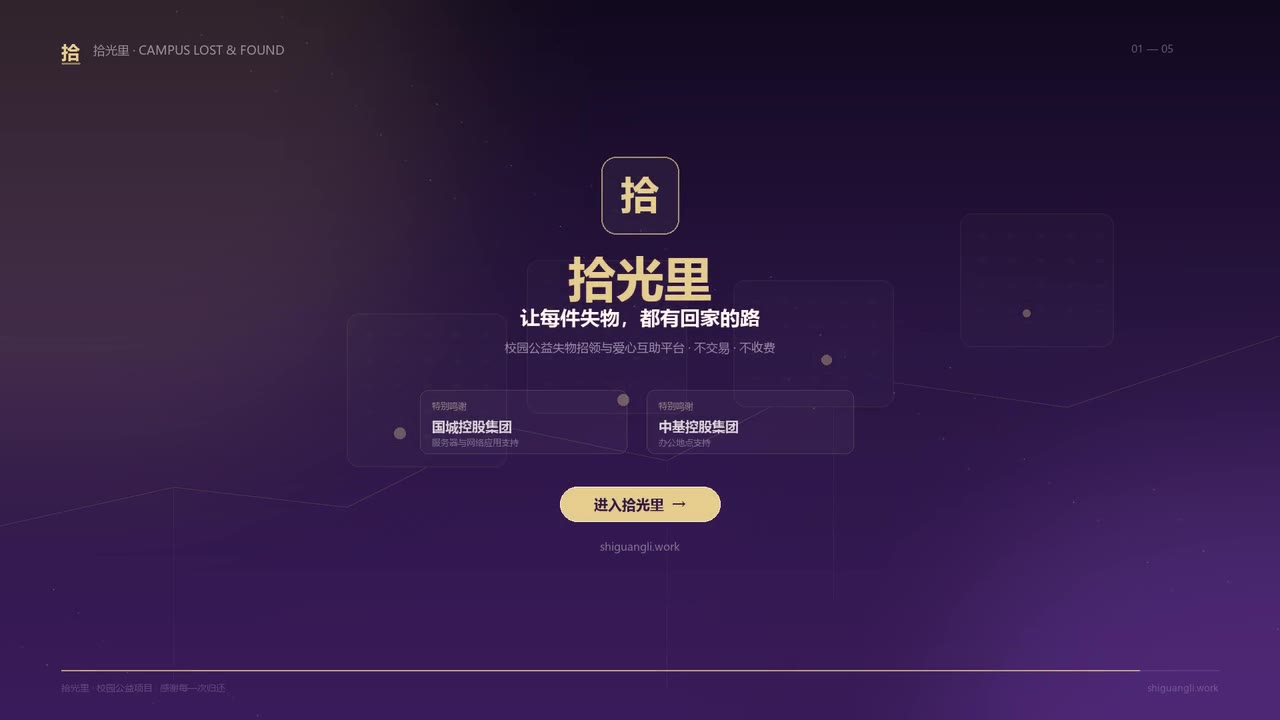 拾 拾光里 · CAMPUS LOST & FOUND
01 — 05
拾
拾光里
让每件失物，都有回家的路
校园公益失物招领与爱心互助平台 · 不交易 · 不收费
特别鸣谢
国城控股集团
服务器与网络应用支持
特别鸣谢
中基控股集团
办公地点支持
进入拾光里 →
shiguangli.work
拾光里 · 校园公益项目 · 感谢每一次归还
shiguangli.work